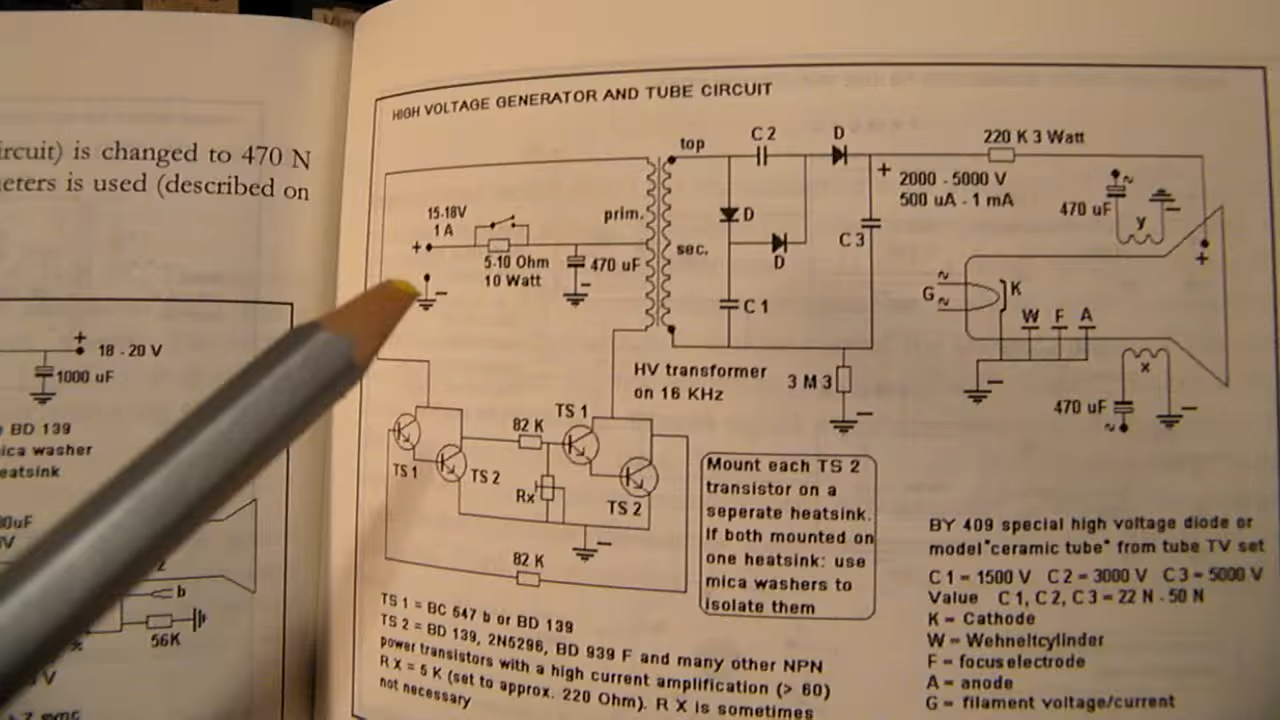 ircuit) is changed to 470 N
eters is used (described on
+
18 - 20 V
1000 uF
BD 139
ica washer
eatsink
0uF
b
56K
HIGH VOLTAGE GENERATOR AND TUBE CIRCUIT
top
C 2
D
220 K 3 Watt
+
2000 - 5000 V
500 uA - 1 mA
15-18V
1 A
+
prim.
D
C 3
470 uF
~
y
5-10 Ohm
10 Watt
470 uF
sec.
D
+
G
~
~
K
W F A
C 1
HV transformer
on 16 KHz
3 M 3
x
470 uF
~
TS 1
82 K
TS 1
TS 2
Rx
TS 2
82 K
Mount each TS 2
transistor on a
seperate heatsink.
If both mounted on
one heatsink: use
mica washers to
isolate them
TS 1 = BC 547 b or BD 139
TS 2 = BD 139, 2N5296, BD 939 F and many other NPN
power transistors with a high current amplification (> 60)
R X = 5 K (set to approx. 220 Ohm). R X is sometimes
not necessary
BY 409 special high voltage diode or
model "ceramic tube" from tube TV set
C 1 = 1500 V C 2 = 3000 V C 3 = 5000 V
Value C 1, C 2, C 3 = 22 N - 50 N
K = Cathode
W = Wehneltcylinder
F = focus electrode
A = anode
G = filament voltage/current